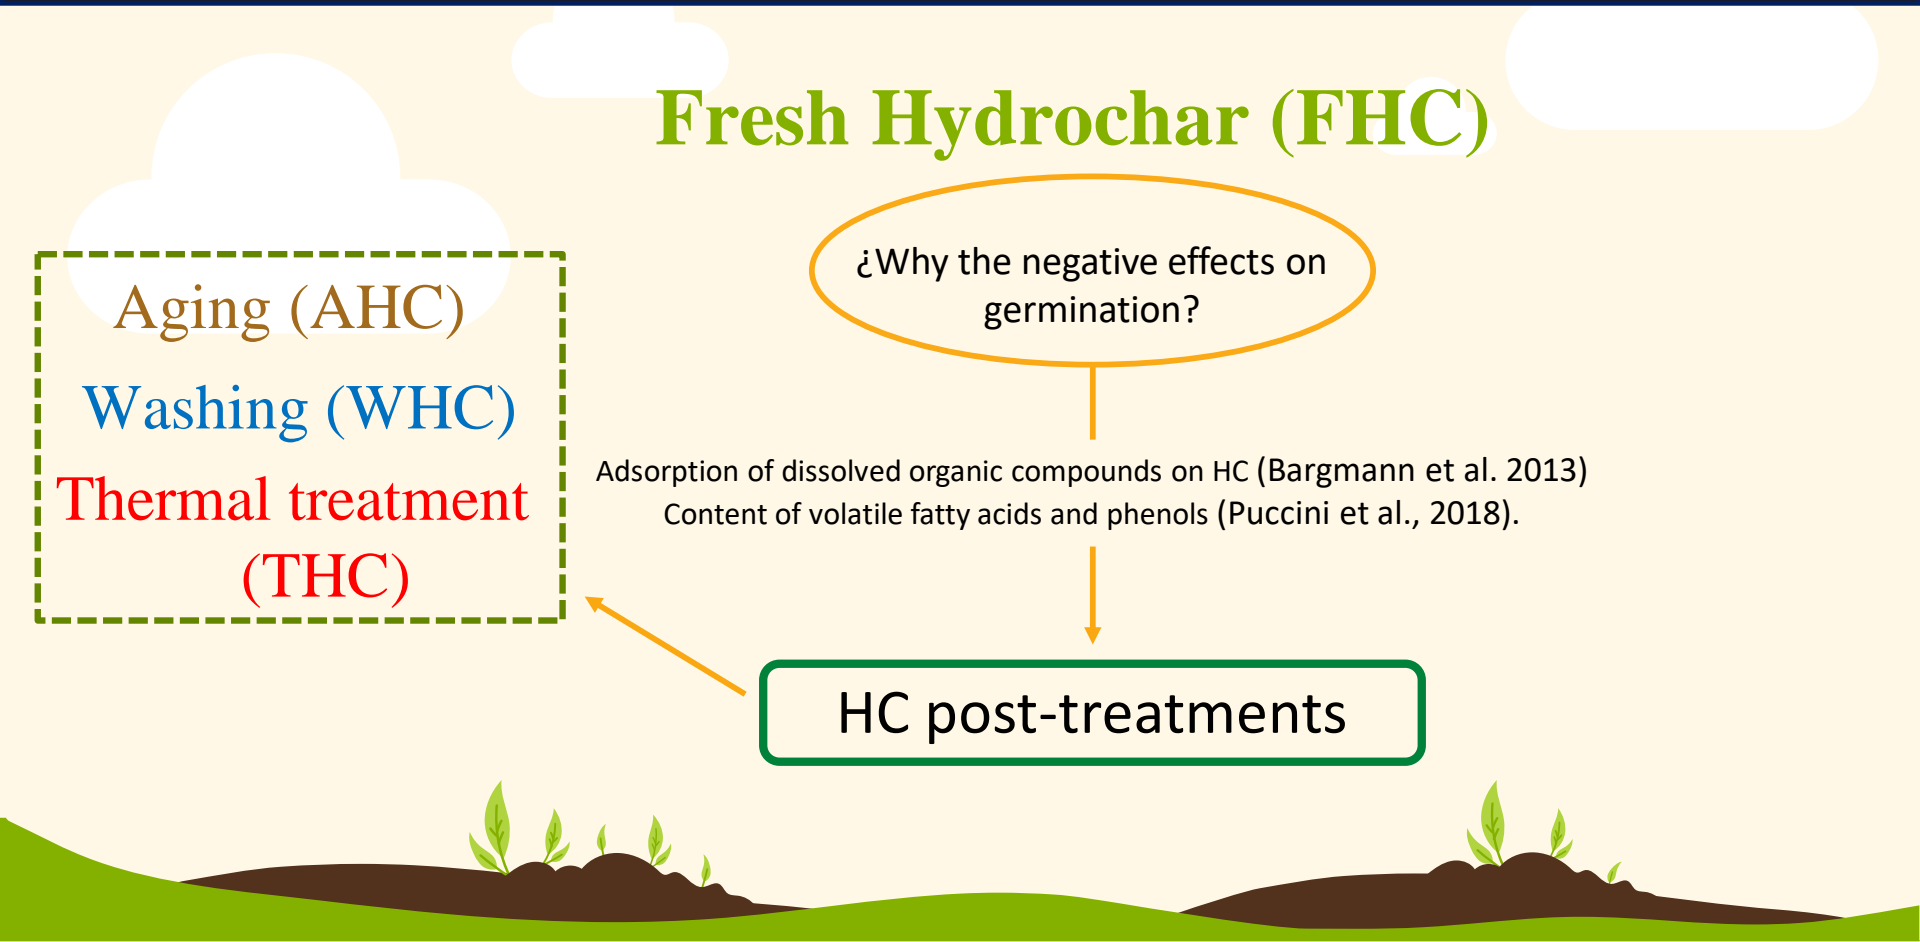 Fresh Hydrochar (FHC)
¿Why the negative effects on
germination?
Adsorption of dissolved organic compounds on HC (Bargmann et al. 2013)
Content of volatile fatty acids and phenols (Puccini et al., 2018).
HC post-treatments
Aging (AHC)
Washing (WHC)
Thermal treatment
(THC)